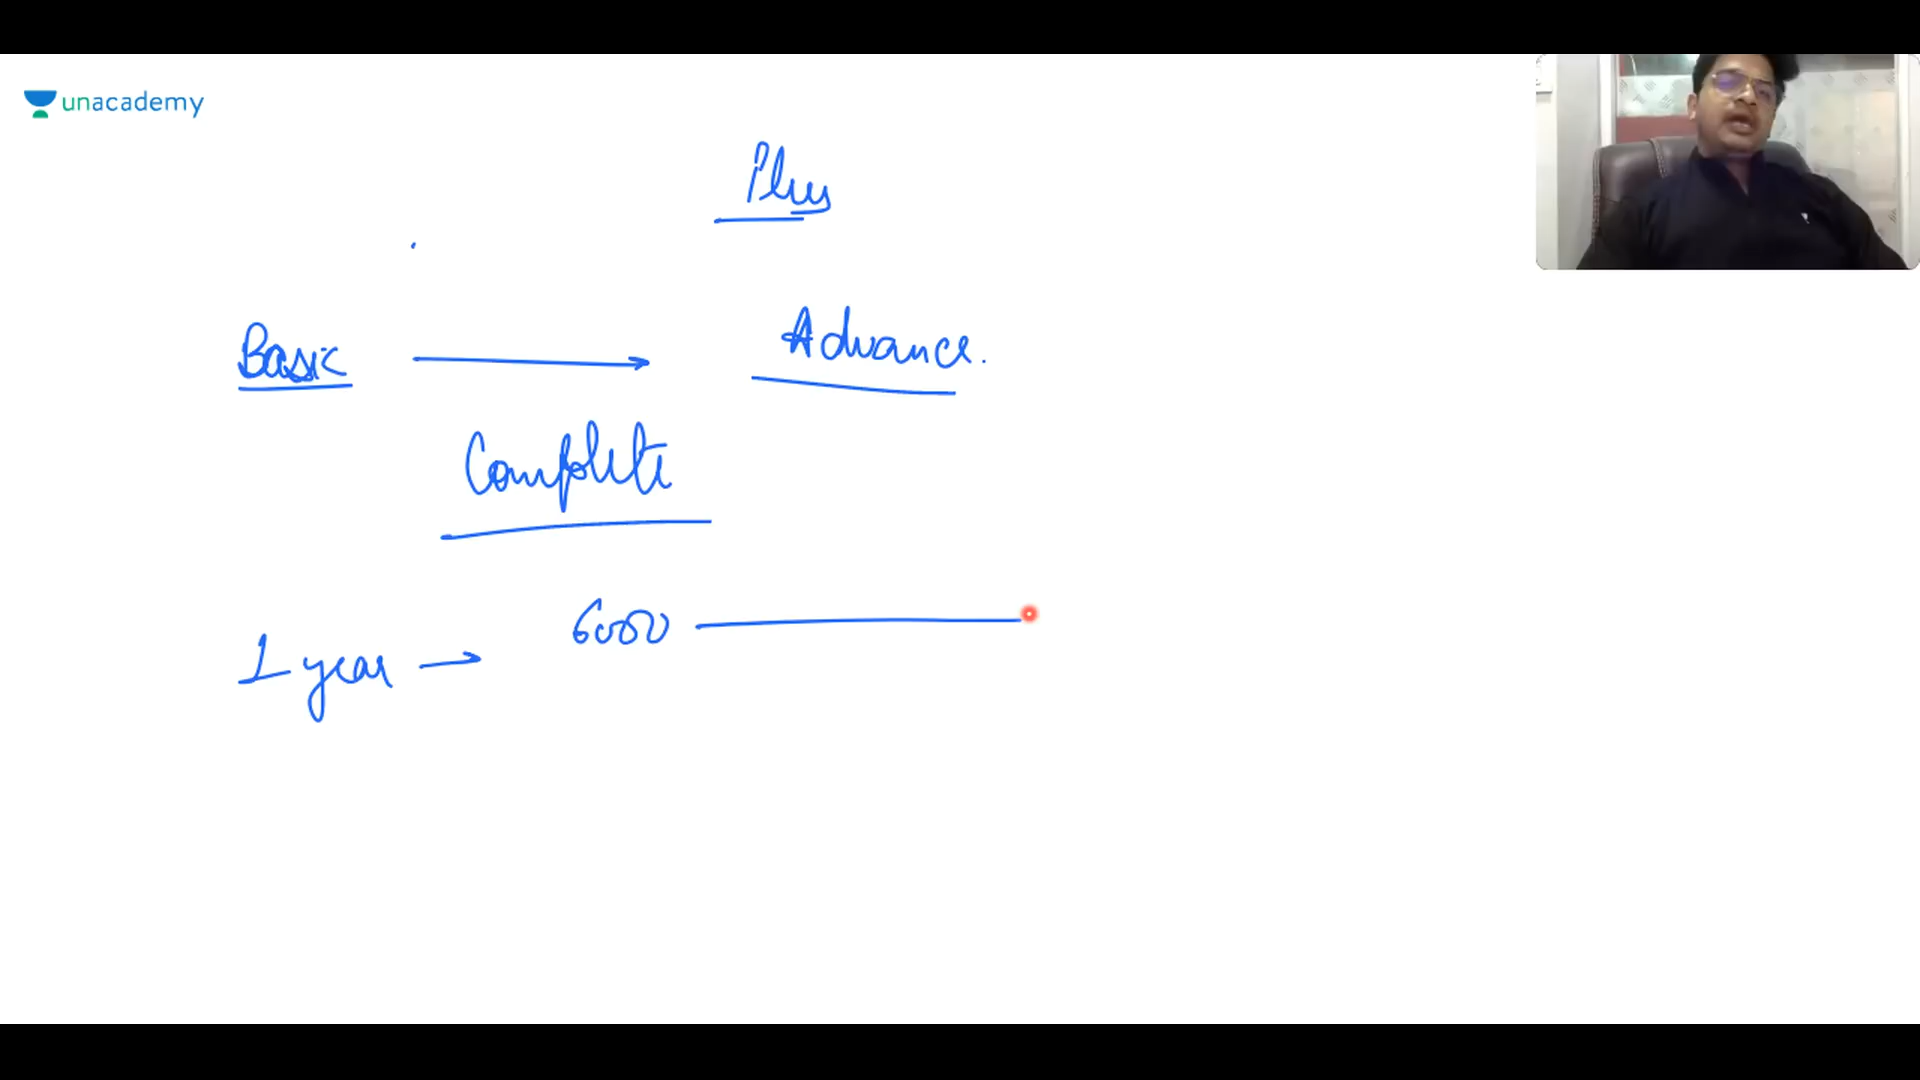 unacademy
Plus
Basic → Advance.
Complete
6000
1 year →